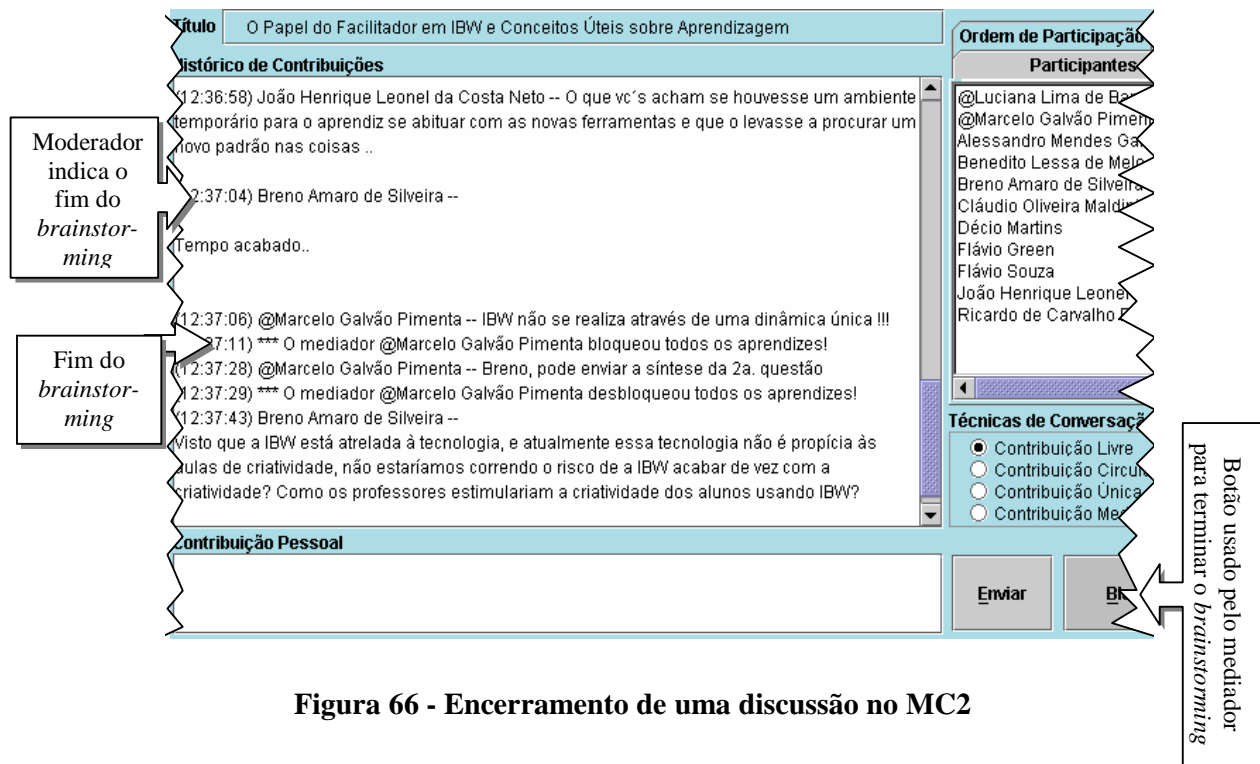 Título O Papel do Facilitador em IBW e Conceitos Úteis sobre Aprendizagem
Histórico de Contribuições
(12:36:58) João Henrique Leonel da Costa Neto -- O que vc´s acham se houvesse um ambiente
temporário para o aprendiz se abituar com as novas ferramentas e que o levasse a procurar um
novo padrão nas coisas ..
2:37:04) Breno Amaro de Silveira --
Tempo acabado..
(12:37:06) @Marcelo Galvão Pimenta -- IBW não se realiza através de uma dinâmica única !!!
37:11) *** O mediador @Marcelo Galvão Pimenta bloqueou todos os aprendizes!
(12:37:28) @Marcelo Galvão Pimenta -- Breno, pode enviar a síntese da 2a. questão
(12:37:29) *** O mediador @Marcelo Galvão Pimenta desbloqueou todos os aprendizes!
(12:37:43) Breno Amaro de Silveira --
Visto que a IBW está atrelada à tecnologia, e atualmente essa tecnologia não é propícia às
aulas de criatividade, não estaríamos correndo o risco de a IBW acabar de vez com a
criatividade? Como os professores estimulariam a criatividade dos alunos usando IBW?
Contribuição Pessoal
Ordem de Participação
Participantes
@Luciana Lima de
@Marcelo Galvão
Alessandro Mendes
Benedito Lessa de
Breno Amaro de Silveira
Cláudio Oliveira
Décio Martins
Flávio Green
Flávio Souza
João Henrique
Ricardo de Carvalho
Técnicas de
Contribuição Livre
Contribuição
Contribuição Única
Contribuição
Enviar
Moderador
indica o
fim do
brainstor-
ming
Fim do
brainstor-
ming
Botão usado pelo mediador
para terminar o brainstorming
Figura 66 - Encerramento de uma discussão no MC2